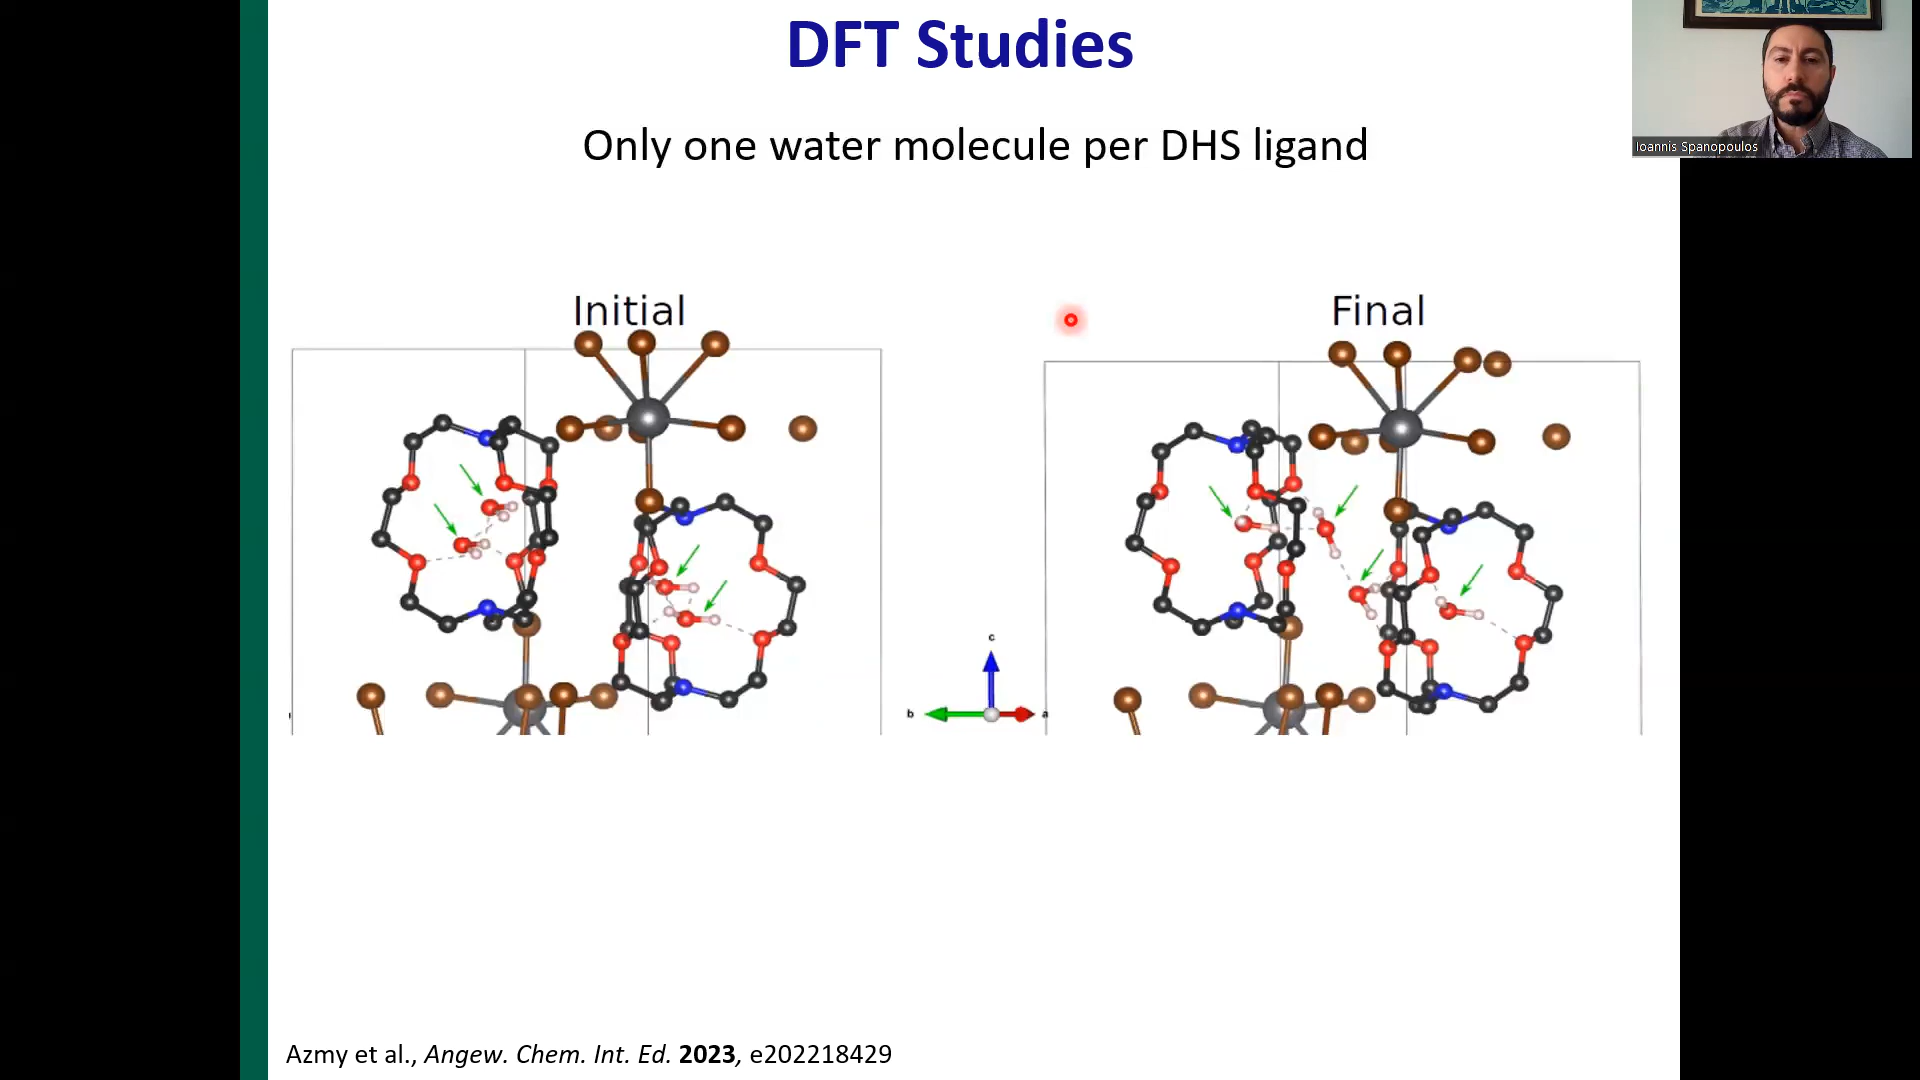 DFT Studies
Only one water molecule per DHS ligand
Ioannis Spanopoulos
Initial
Final
c
b
a
Azmy et al., Angew. Chem. Int. Ed. 2023, e202218429